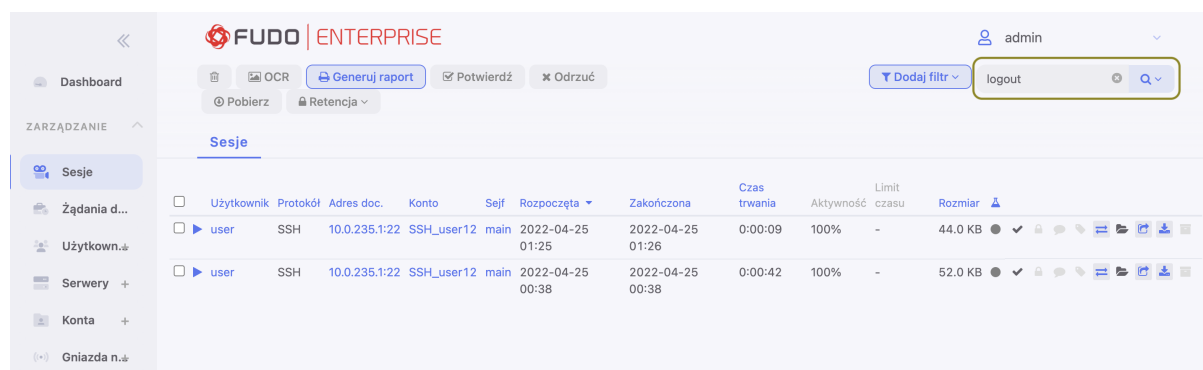 FUDO ENTERPRISE
admin
Dashboard
OCR Generuj raport Potwierdź Odrzuć
Dodaj filtr
logout
Pobierz Retencja
ZARZĄDZANIE
Sesje
Sesje
Żądania d...
Użytkown...
Serwery +
Konta +
Gniazda n...
Użytkownik Protokół Adres doc. Konto Sejf Rozpoczęta Zakończona Czas trwania Aktywność Limit czasu Rozmiar
user SSH 10.0.235.1:22 SSH_user12 main 2022-04-25 01:25 2022-04-25 01:26 0:00:09 100% - 44.0 KB
user SSH 10.0.235.1:22 SSH_user12 main 2022-04-25 00:38 2022-04-25 00:38 0:00:42 100% - 52.0 KB